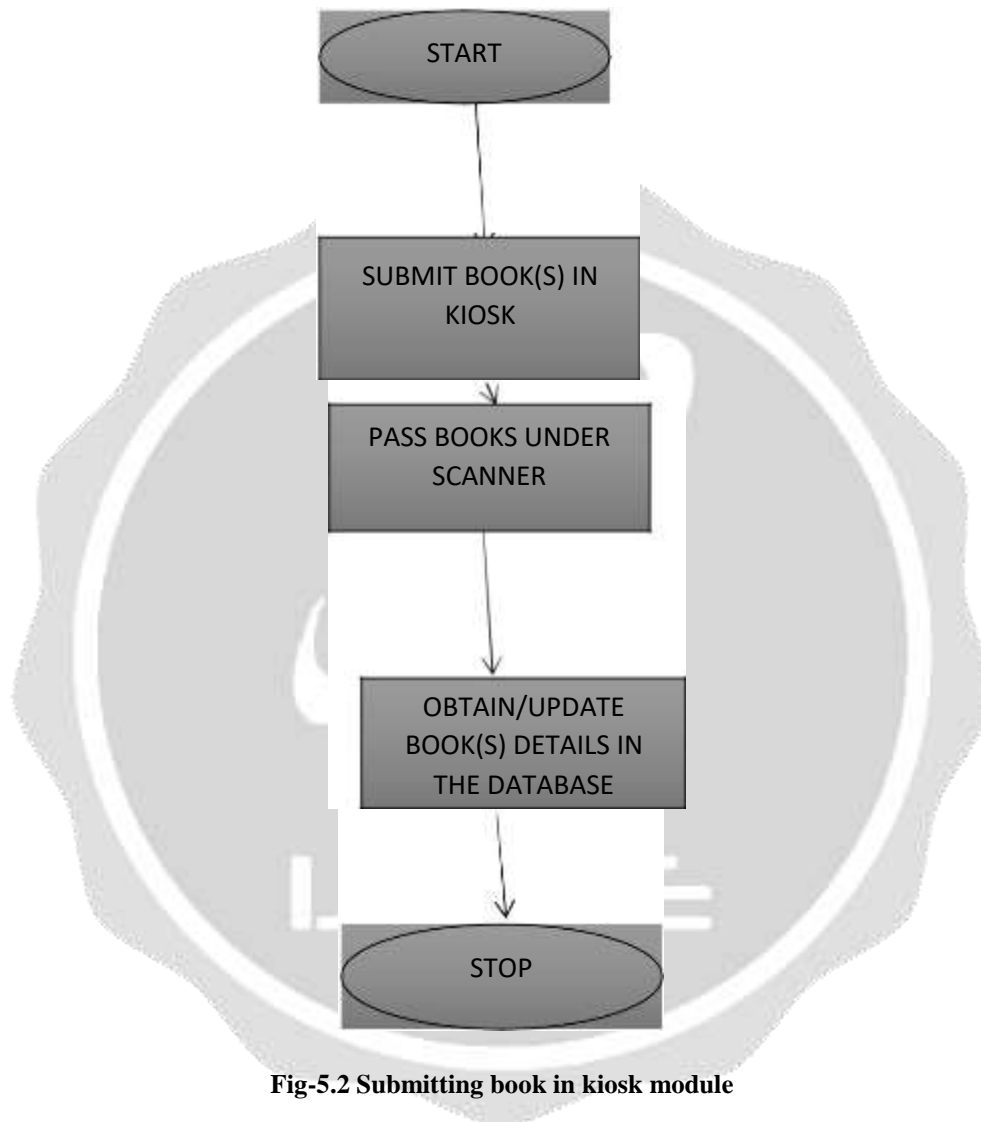 START
SUBMIT BOOK(S) IN
KIOSK
PASS BOOKS UNDER
SCANNER
OBTAIN/UPDATE
BOOK(S) DETAILS IN
THE DATABASE
STOP
Fig-5.2 Submitting book in kiosk module